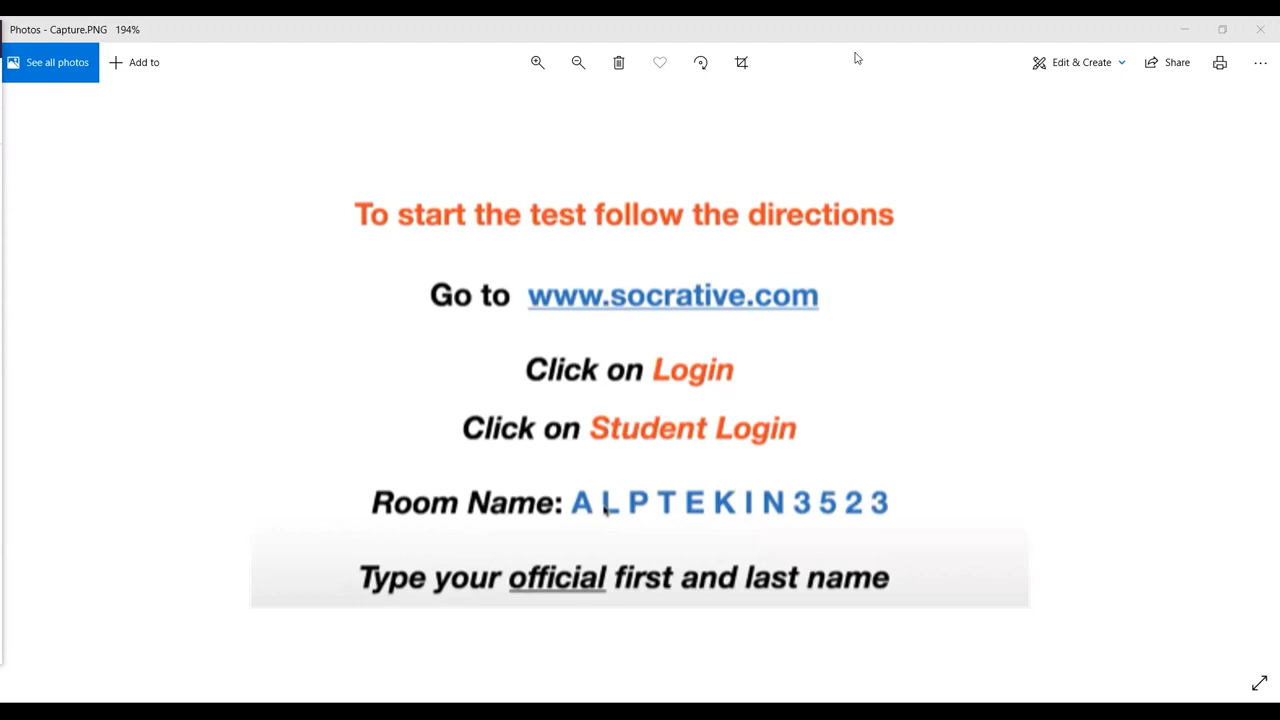 Photos - Capture.PNG 194%
See all photos
Add to
Edit & Create
Share
To start the test follow the directions
Go to www.socrative.com
Click on Login
Click on Student Login
Room Name: A L P T E K I N 3 5 2 3
Type your official first and last name